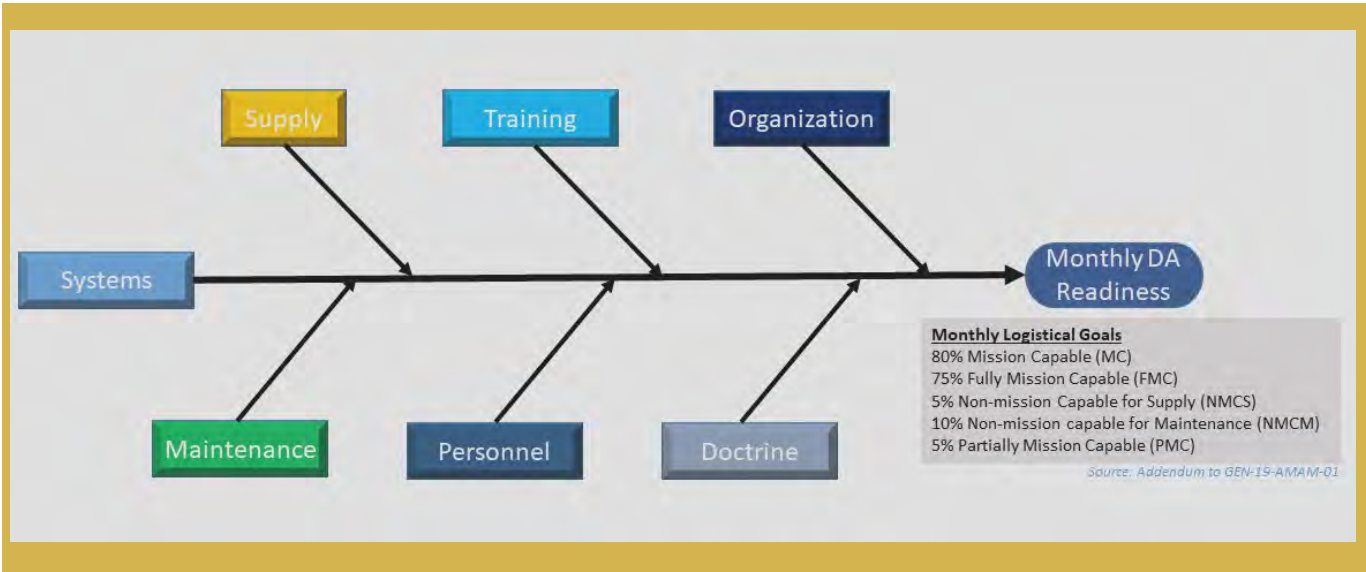 Supply
Training
Organization
Systems
Monthly DA
Readiness
Maintenance
Personnel
Doctrine
Monthly Logistical Goals
80% Mission Capable (MC)
75% Fully Mission Capable (FMC)
5% Non-mission Capable for Supply (NMCS)
10% Non-mission capable for Maintenance (NMCM)
5% Partially Mission Capable (PMC)
Source: Addendum to GEN-19-AMAM-01